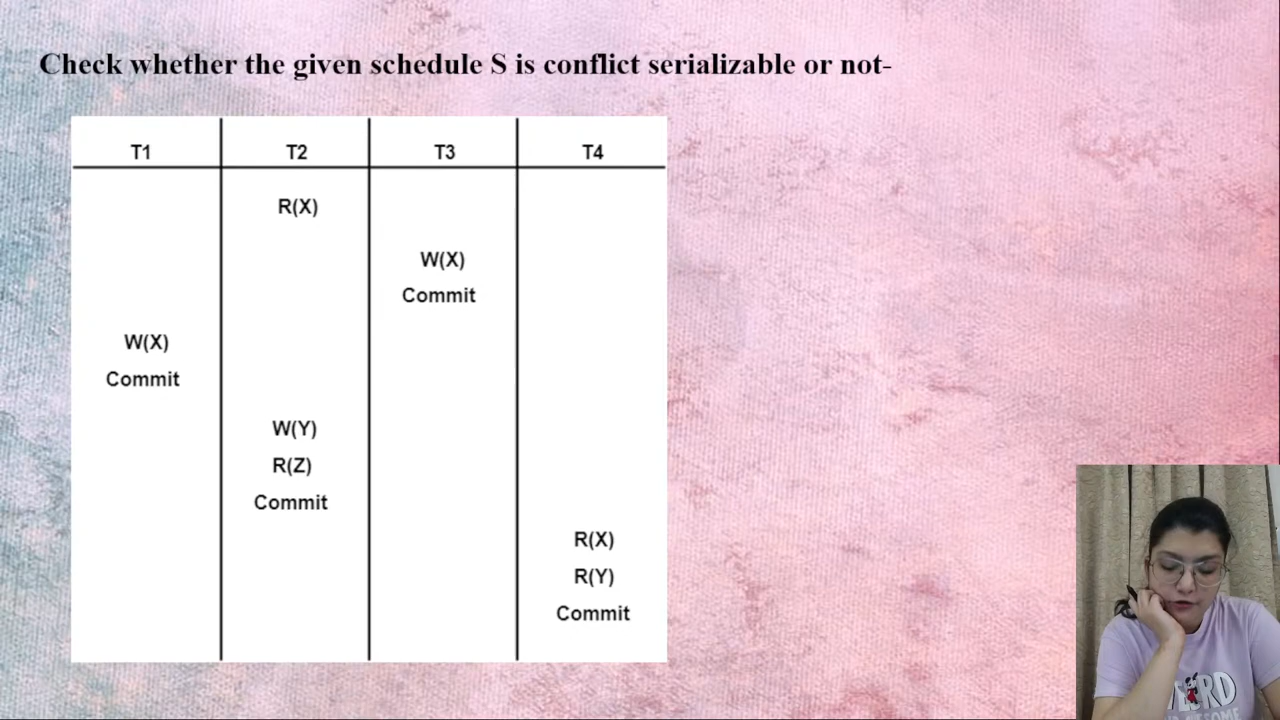 Check whether the given schedule S is conflict serializable or not-
T1 T2 T3 T4
R(X)
W(X)
Commit
W(X)
Commit
W(Y)
R(Z)
Commit
R(X)
R(Y)
Commit